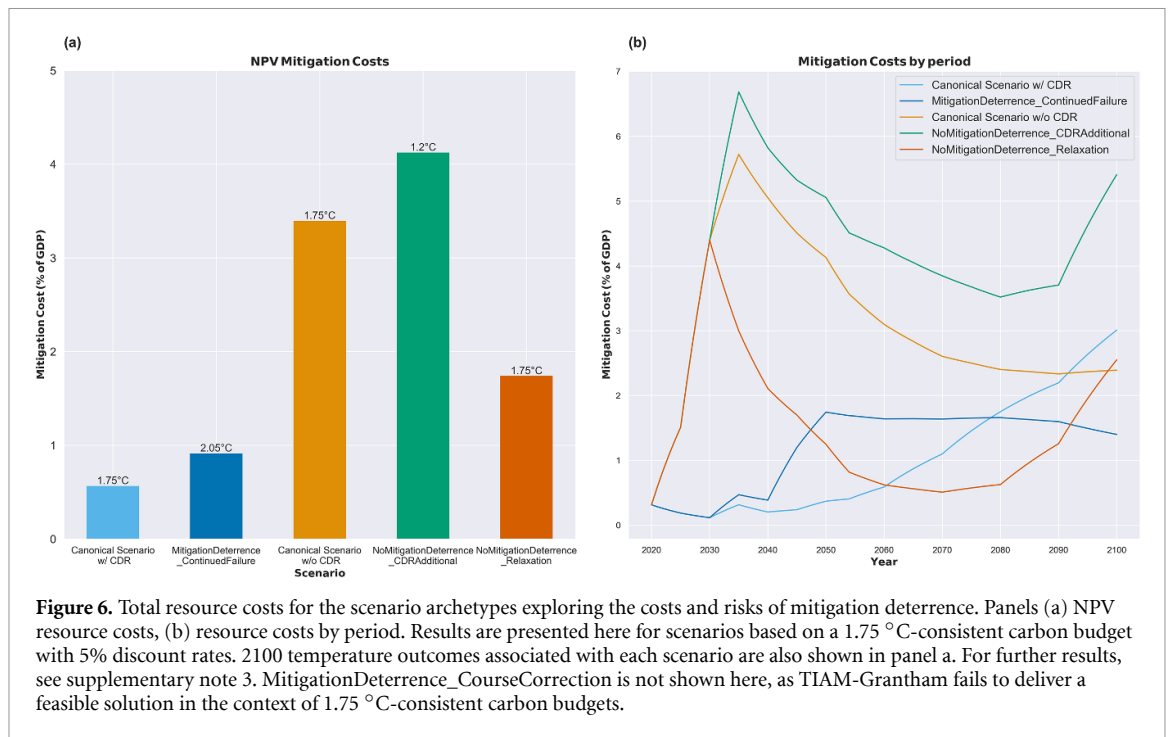 (a)
NPV Mitigation Costs
5
4
3
2
1
0
Mitigation Cost (% of GDP)
1.75°C
2.05°C
1.75°C
1.2°C
1.75°C
Canonical Scenario
w/ CDR
MitigationDeterrence
_ContinuedFailure
Canonical Scenario
w/o CDR
NoMitigationDeterrence
_CDRAdditional
NoMitigationDeterrence
_Relaxation
Scenario
(b)
Mitigation Costs by period
7
6
5
4
3
2
1
0
Mitigation Cost (% of GDP)
Canonical Scenario w/ CDR
MitigationDeterrence_ContinuedFailure
Canonical Scenario w/o CDR
NoMitigationDeterrence_CDRAdditional
NoMitigationDeterrence_Relaxation
2020 2030 2040 2050 2060 2070 2080 2090 2100
Year
Figure 6. Total resource costs for the scenario archetypes exploring the costs and risks of mitigation deterrence. Panels (a) NPV
resource costs, (b) resource costs by period. Results are presented here for scenarios based on a 1.75 °C-consistent carbon budget
with 5% discount rates. 2100 temperature outcomes associated with each scenario are also shown in panel a. For further results,
see supplementary note 3. MitigationDeterrence_CourseCorrection is not shown here, as TIAM-Grantham fails to deliver a
feasible solution in the context of 1.75 °C-consistent carbon budgets.